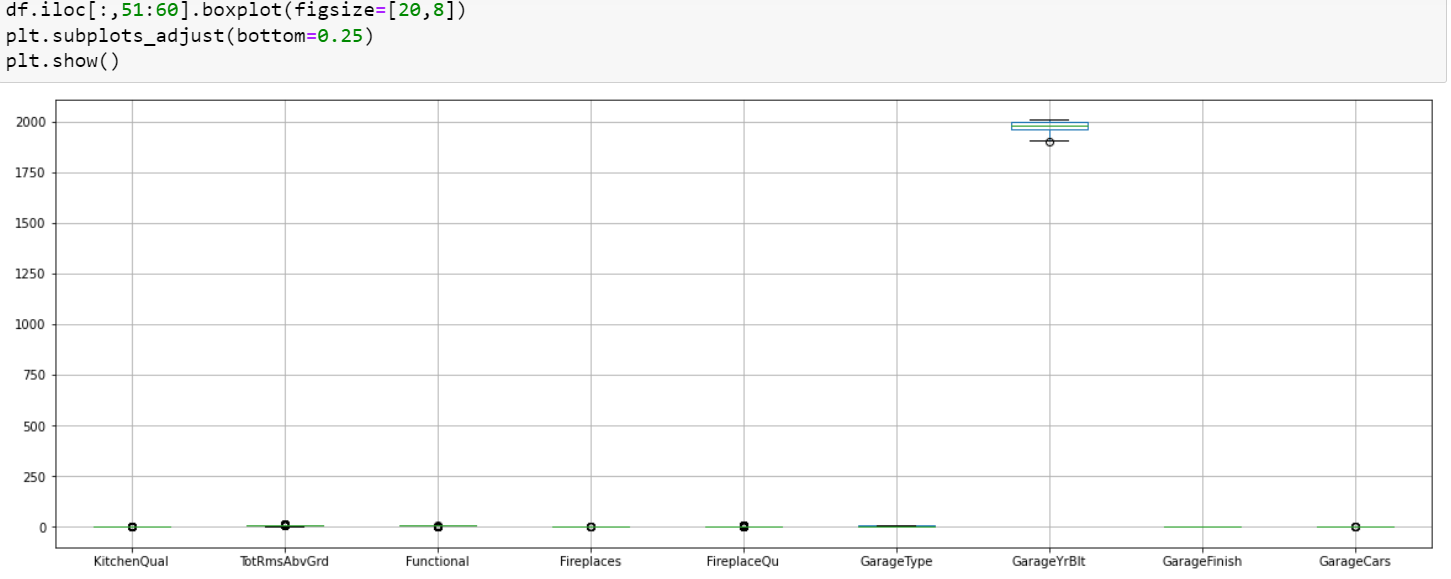 df.iloc[:,51:60].boxplot(figsize=[20,8])
plt.subplots_adjust(bottom=0.25)
plt.show()
2000
1750
1500
1250
1000
750
500
250
0
KitchenQual TotRmsAbvGrd Functional Fireplaces FireplaceQu GarageType GarageYrBlt GarageFinish GarageCars